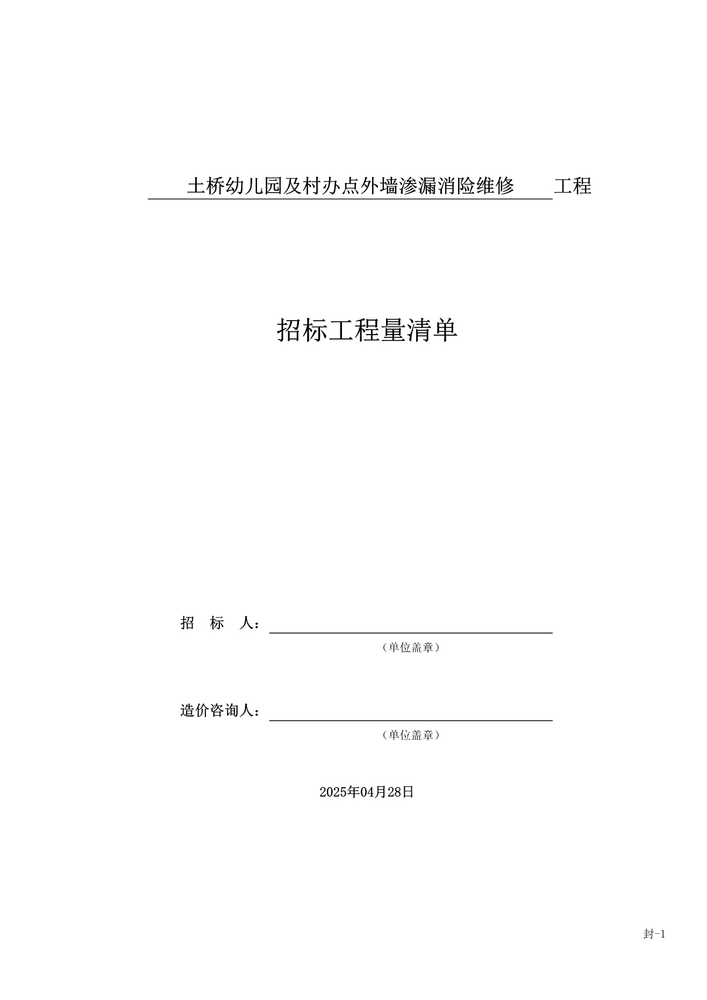 土桥幼儿园及村办点外墙渗漏消险维修 工程
招标工程量清单
招 标 人：
（单位盖章）
造价咨询人：
（单位盖章）
2025年04月28日
封-1